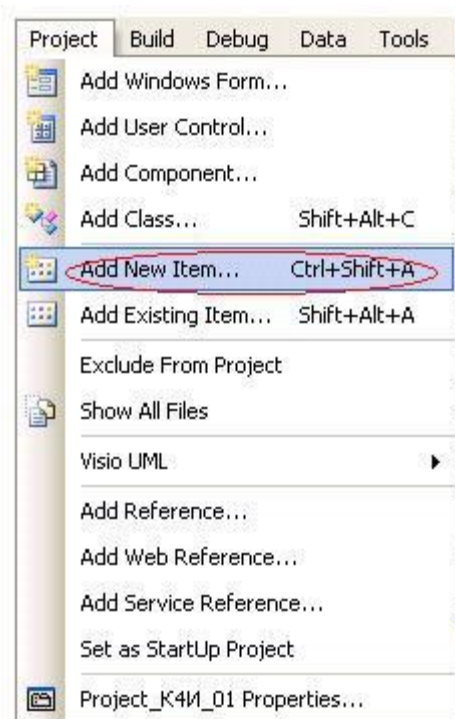 Project Build Debug Data Tools
Add Windows Form...
Add User Control...
Add Component...
Add Class... Shift+Alt+C
Add New Item... Ctrl+Shift+A
Add Existing Item... Shift+Alt+A
Exclude From Project
Show All Files
Visio UML
Add Reference...
Add Web Reference...
Add Service Reference...
Set as StartUp Project
Project_К4И_01 Properties...